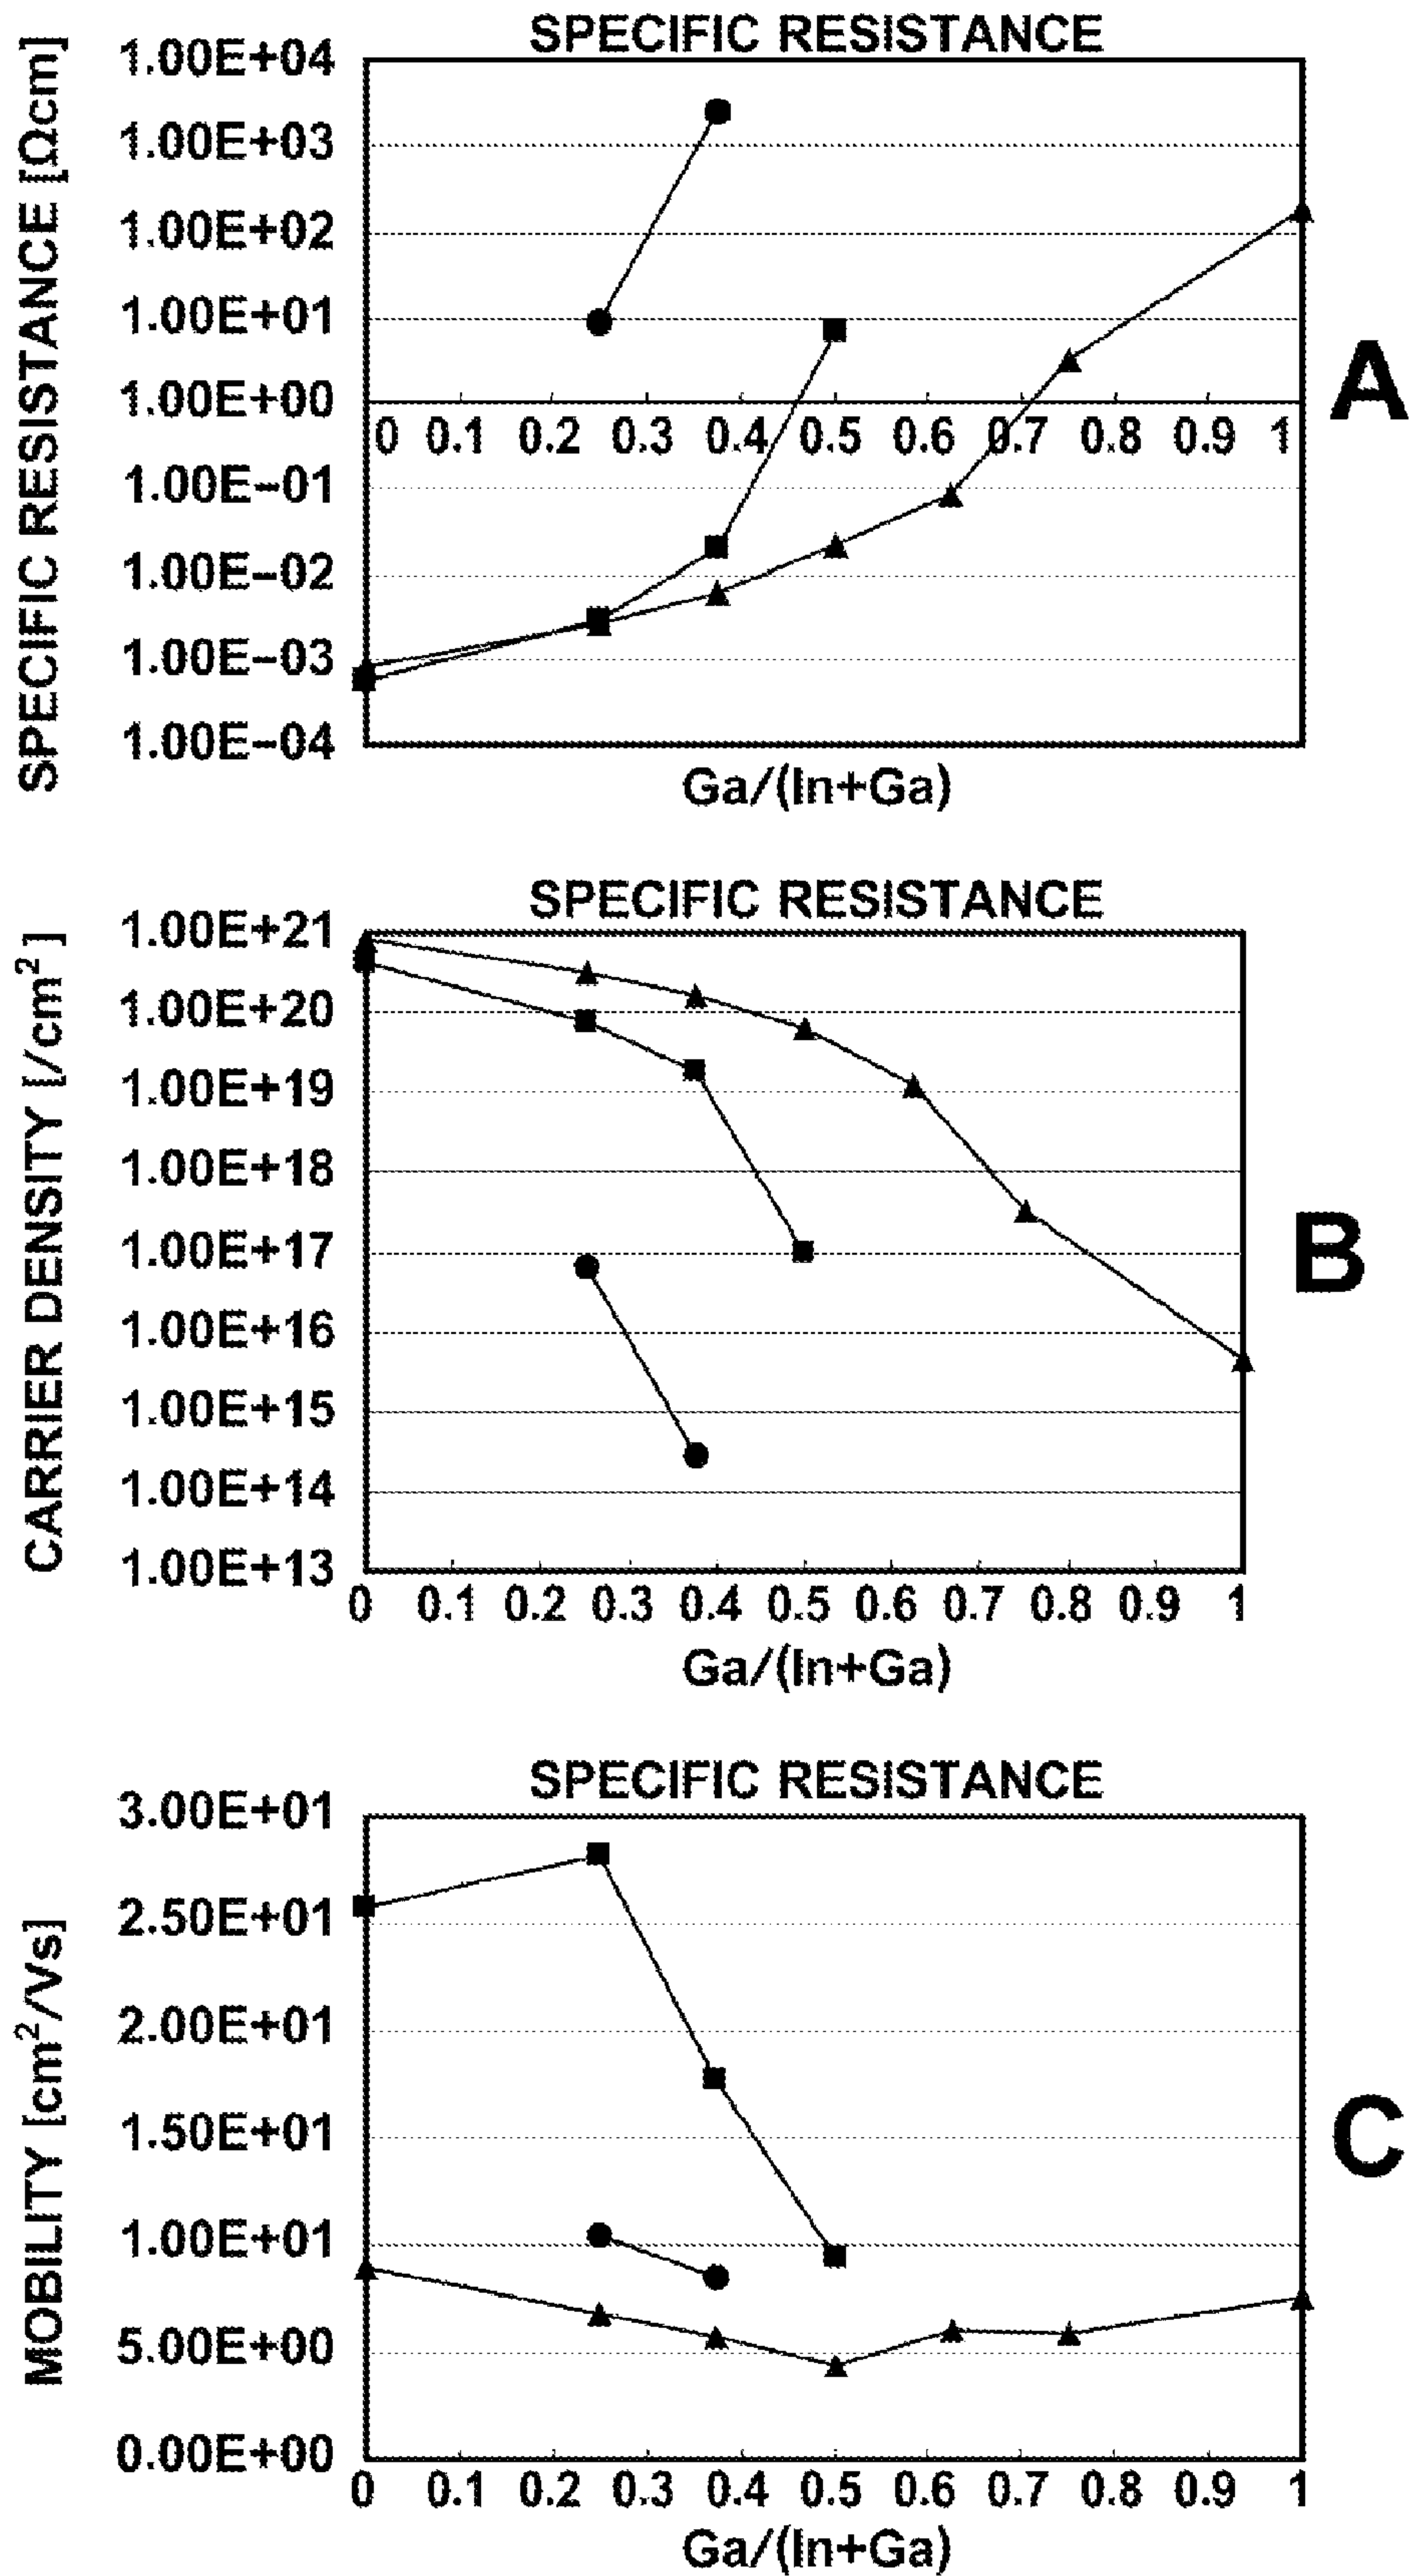 SPECIFIC RESISTANCE
SPECIFIC RESISTANCE [Ωcm]
1.00E+04
1.00E+03
1.00E+02
1.00E+01
1.00E+00
1.00E-01
1.00E-02
1.00E-03
1.00E-04
0 0.1 0.2 0.3 0.4 0.5 0.6 0.7 0.8 0.9 1
Ga/(In+Ga)
A
SPECIFIC RESISTANCE
CARRIER DENSITY [/cm²]
1.00E+21
1.00E+20
1.00E+19
1.00E+18
1.00E+17
1.00E+16
1.00E+15
1.00E+14
1.00E+13
0 0.1 0.2 0.3 0.4 0.5 0.6 0.7 0.8 0.9 1
Ga/(In+Ga)
B
SPECIFIC RESISTANCE
MOBILITY [cm²/Vs]
3.00E+01
2.50E+01
2.00E+01
1.50E+01
1.00E+01
5.00E+00
0.00E+00
0 0.1 0.2 0.3 0.4 0.5 0.6 0.7 0.8 0.9 1
Ga/(In+Ga)
C